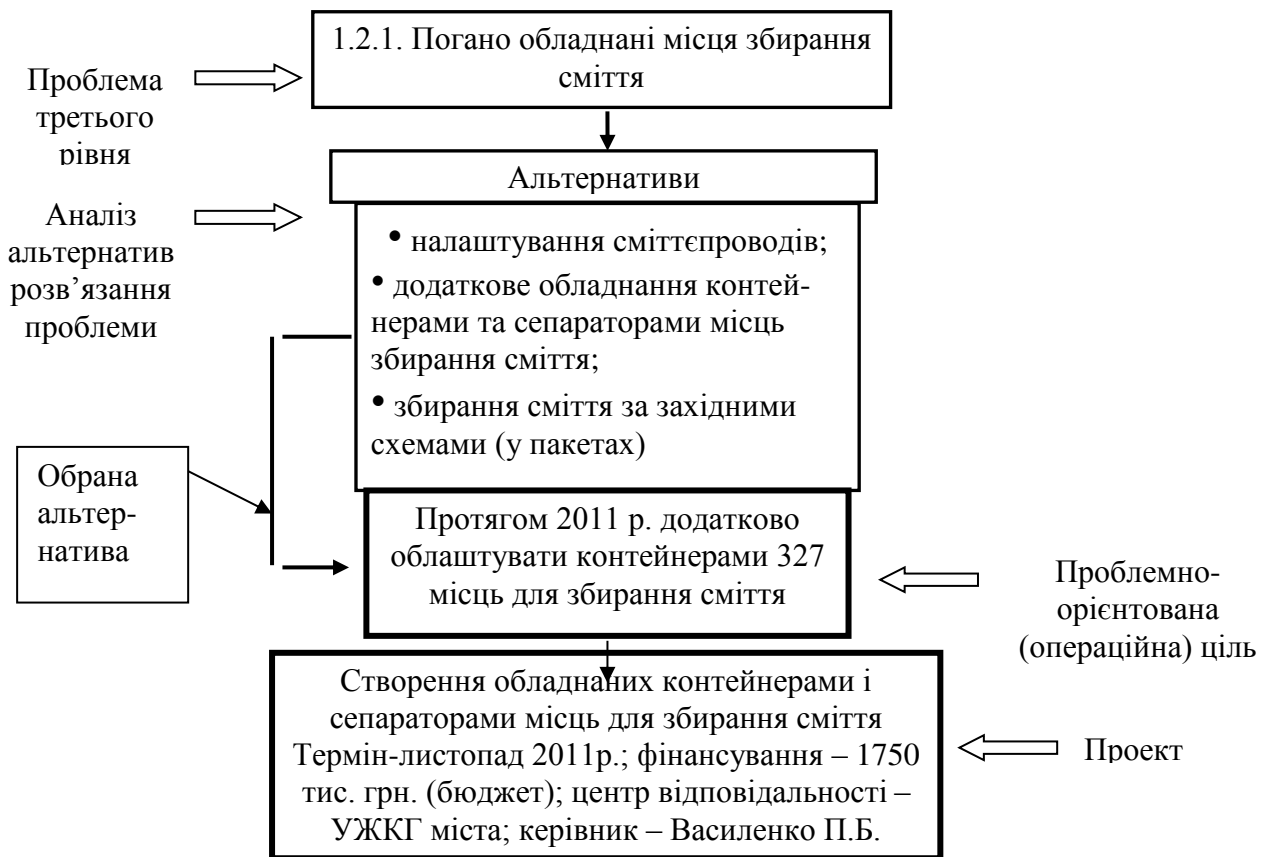 1.2.1. Погано обладнані місця збирання
сміття
Проблема
третього
рівня
Альтернативи
Аналіз
альтернатив
розв’язання
проблеми
• налаштування сміттєпроводів;
• додаткове обладнання контей-
нерами та сепараторами місць
збирання сміття;
• збирання сміття за західними
схемами (у пакетах)
Обрана
альтер-
натива
Протягом 2011 р. додатково
облаштувати контейнерами 327
місць для збирання сміття
Проблемно-
орієнтована
(операційна) ціль
Створення обладнаних контейнерами і
сепараторами місць для збирання сміття
Термін-листопад 2011р.; фінансування – 1750
тис. грн. (бюджет); центр відповідальності –
УЖКГ міста; керівник – Василенко П.Б.
Проект